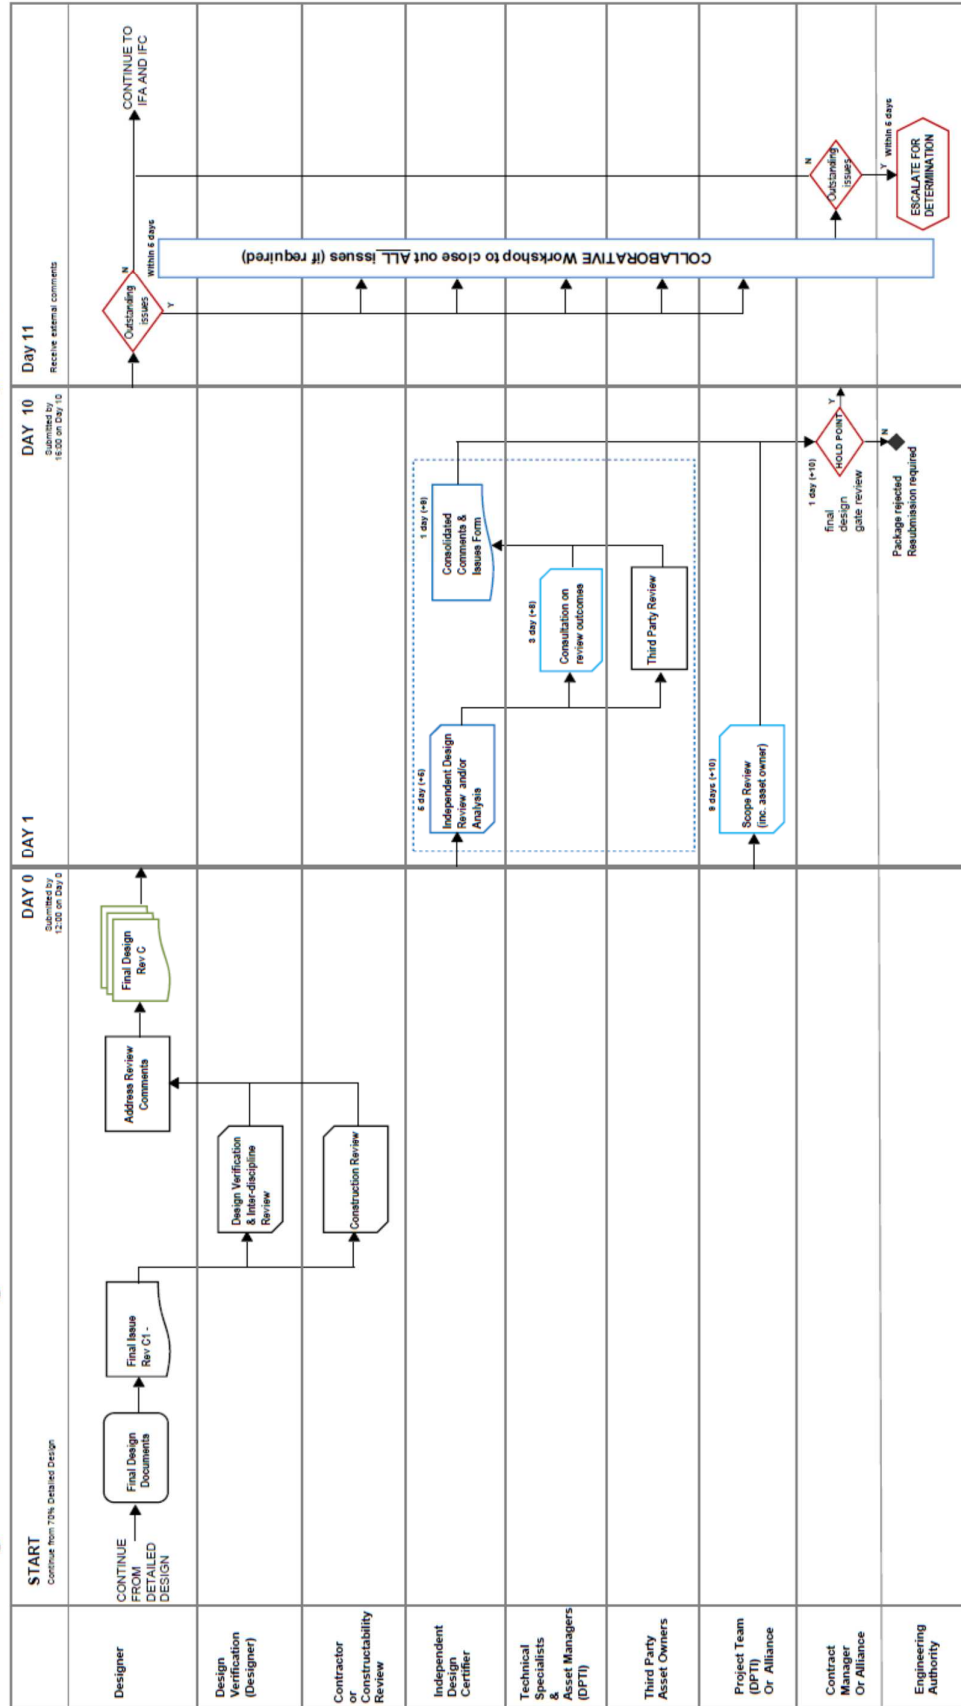 START
Continue from 70% Detailed Design
DAY 0
Submitted by
12:00 on Day 0
DAY 1
DAY 10
Submitted by
16:00 on Day 10
Day 11
Receive external comments
Designer
CONTINUE
FROM
DETAILED
DESIGN
Final Design
Documents
Final Issue
Rev C1 -
Address Review
Comments
Final Design
Rev C
Outstanding
issues
N
Y
Within 6 days
CONTINUE TO
IFA AND IFC
Design
Verification
(Designer)
Design Verification
& Inter-discipline
Review
Contractor
or
Constructability
Review
Construction Review
Independent
Design
Certifier
5 day (+6)
Independent Design
Review and/or
Analysis
1 day (+9)
Consolidated
Comments &
Issues Form
COLLABORATIVE Workshop to close out ALL issues (if required)
Technical
Specialists
&
Asset Managers
(DPTI)
3 day (+8)
Consultation on
review outcomes
Third Party
Asset Owners
Third Party Review
Project Team
(DPTI)
Or Alliance
9 days (+10)
Scope Review
(inc. asset owner)
Contract
Manager
Or Alliance
1 day (+10)
final
design
gate review
HOLD POINT
Y
N
Outstanding
issues
N
Y
Engineering
Authority
Package rejected
Resubmission required
Within 5 days
ESCALATE FOR
DETERMINATION